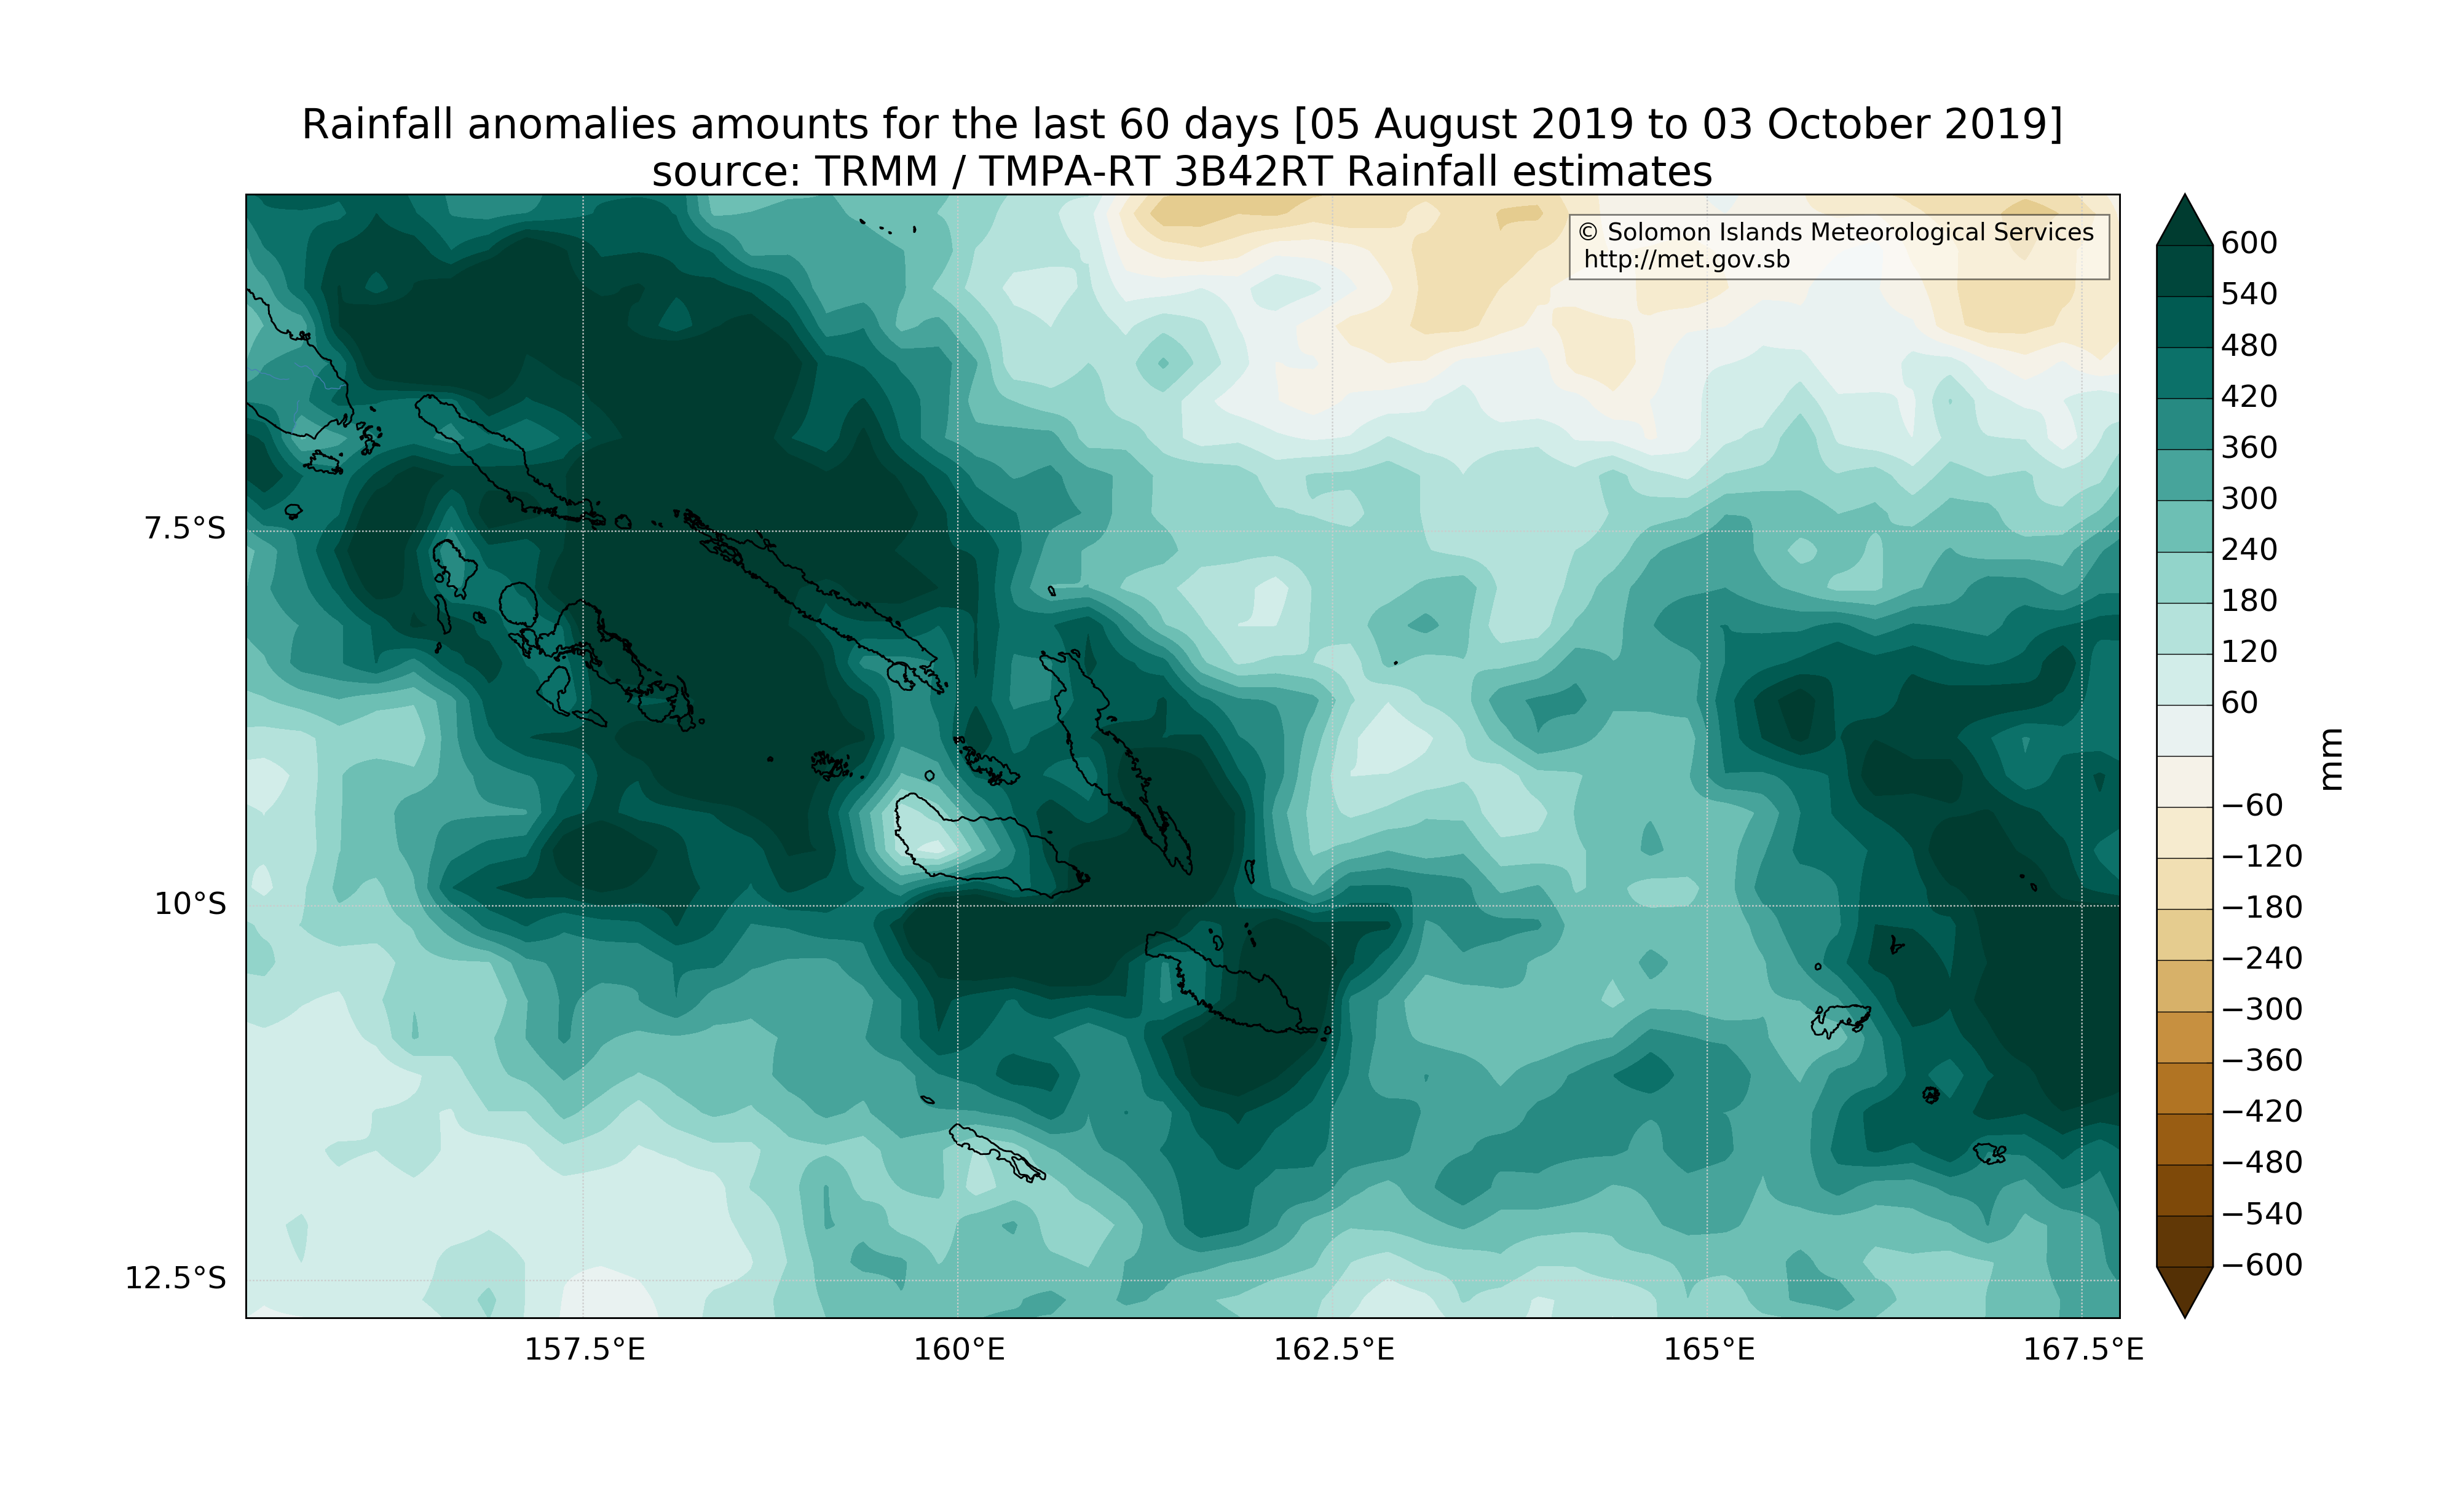 Rainfall anomalies amounts for the last 60 days [05 August 2019 to 03 October 2019]
source: TRMM / TMPA-RT 3B42RT Rainfall estimates
© Solomon Islands Meteorological Services
http://met.gov.sb
7.5°S
10°S
12.5°S
157.5°E
160°E
162.5°E
165°E
167.5°E
600
540
480
420
360
300
240
180
120
60
−60
−120
−180
−240
−300
−360
−420
−480
−540
−600
mm